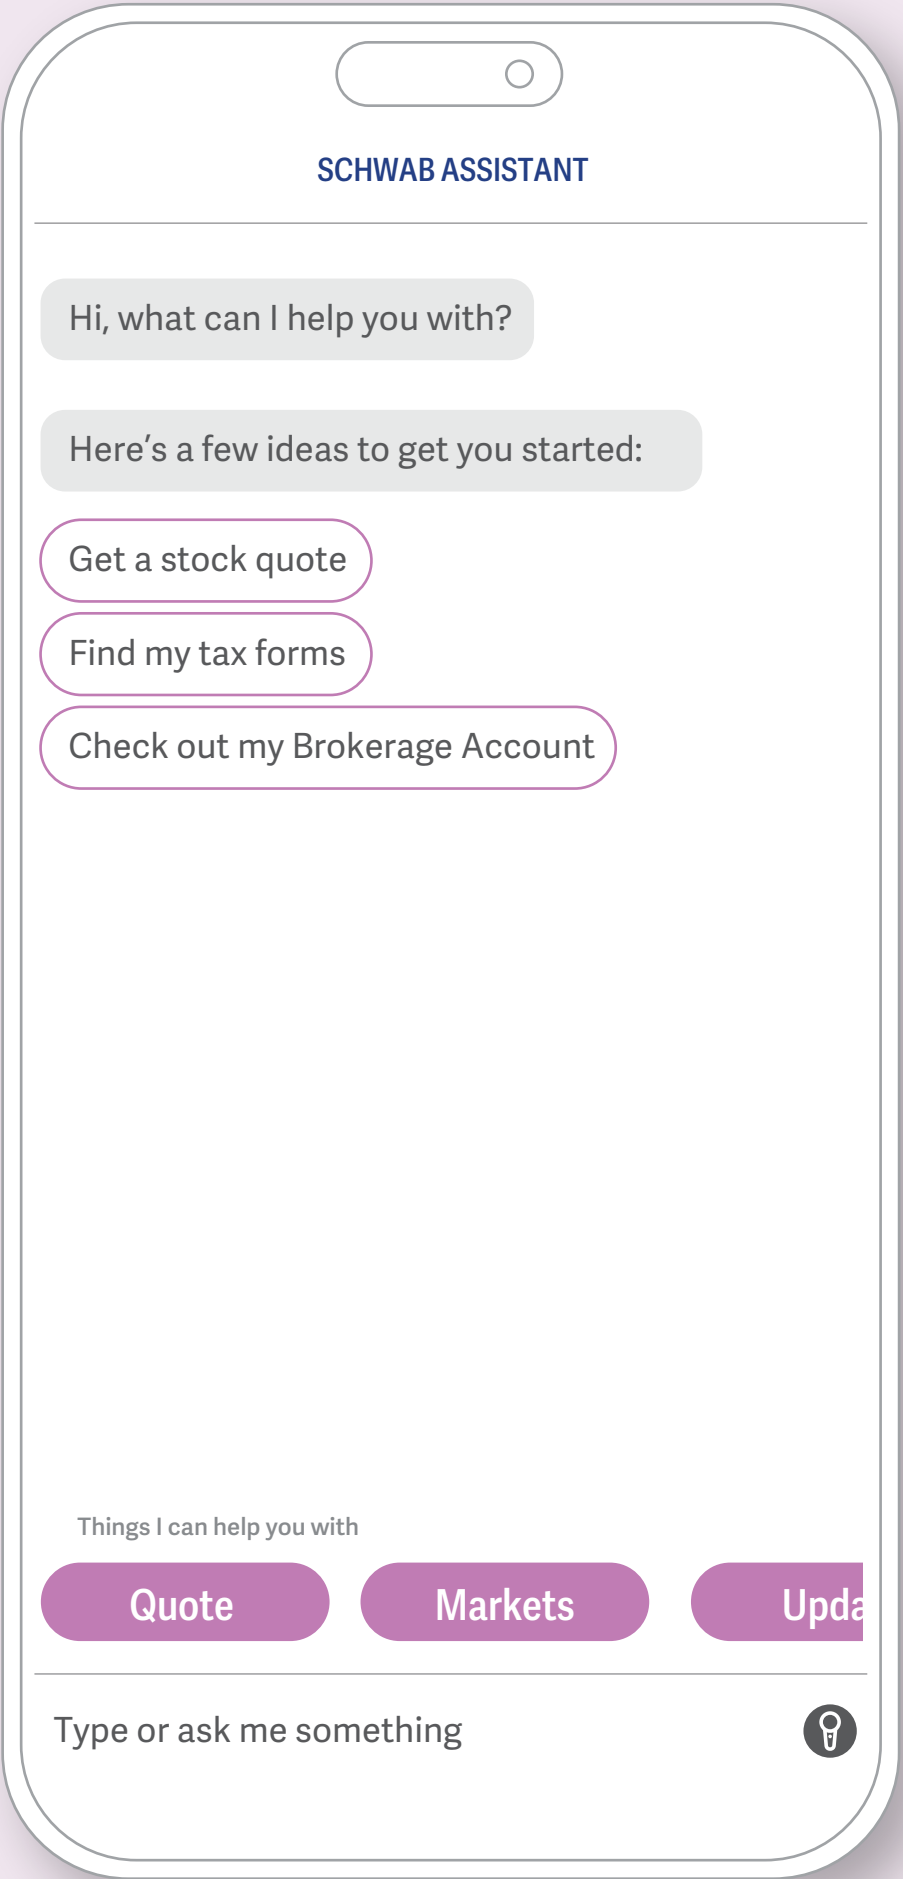 SCHWAB ASSISTANT
Hi, what can I help you with?
Here’s a few ideas to get you started:
Get a stock quote
Find my tax forms
Check out my Brokerage Account
Things I can help you with
Quote Markets Upda
Type or ask me something